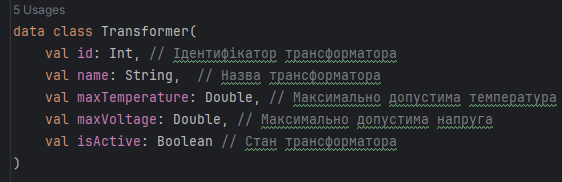 5 Usages
data class Transformer(
    val id: Int, // Ідентифікатор трансформатора
    val name: String,  // Назва трансформатора
    val maxTemperature: Double, // Максимально допустима температура
    val maxVoltage: Double, // Максимально допустима напруга
    val isActive: Boolean // Стан трансформатора
)